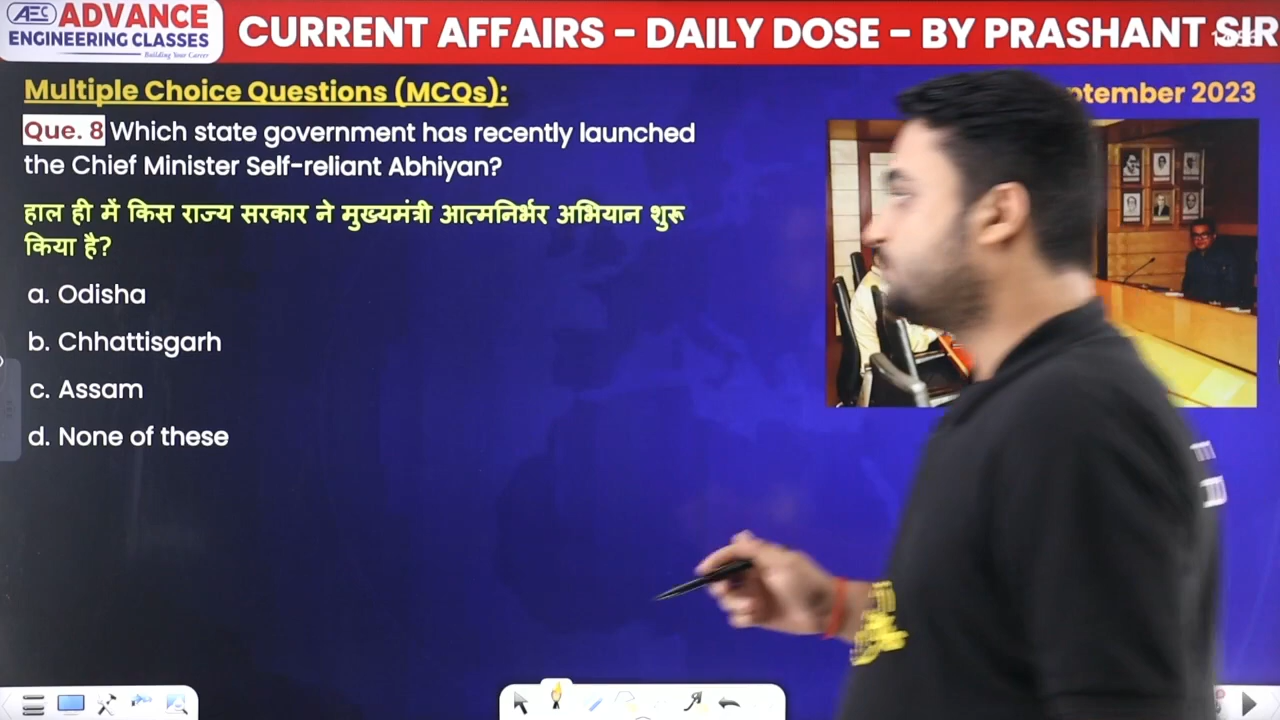 AEC ADVANCE
ENGINEERING CLASSES
Building Your Career
CURRENT AFFAIRS - DAILY DOSE - BY PRASHANT SIR
Multiple Choice Questions (MCQs):
2023
Que. 8 Which state government has recently launched
the Chief Minister Self-reliant Abhiyan?
हाल ही में किस राज्य सरकार ने मुख्यमंत्री आत्मनिर्भर अभियान शुरू
किया है?
a. Odisha
b. Chhattisgarh
c. Assam
d. None of these